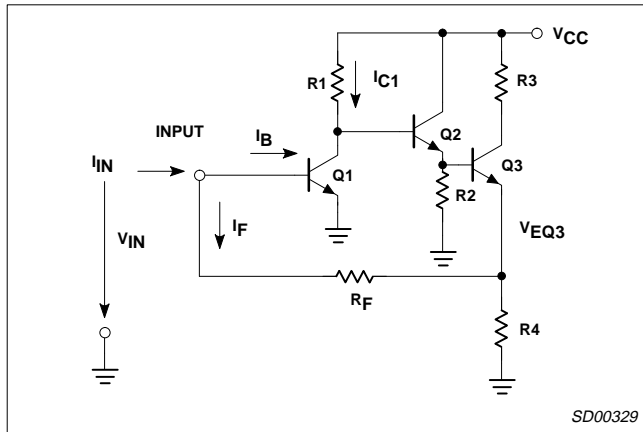 VCC
R1
IC1
R3
INPUT
IB
Q2
IIN
Q1
Q3
R2
VIN
IF
VEQ3
RF
R4
SD00329